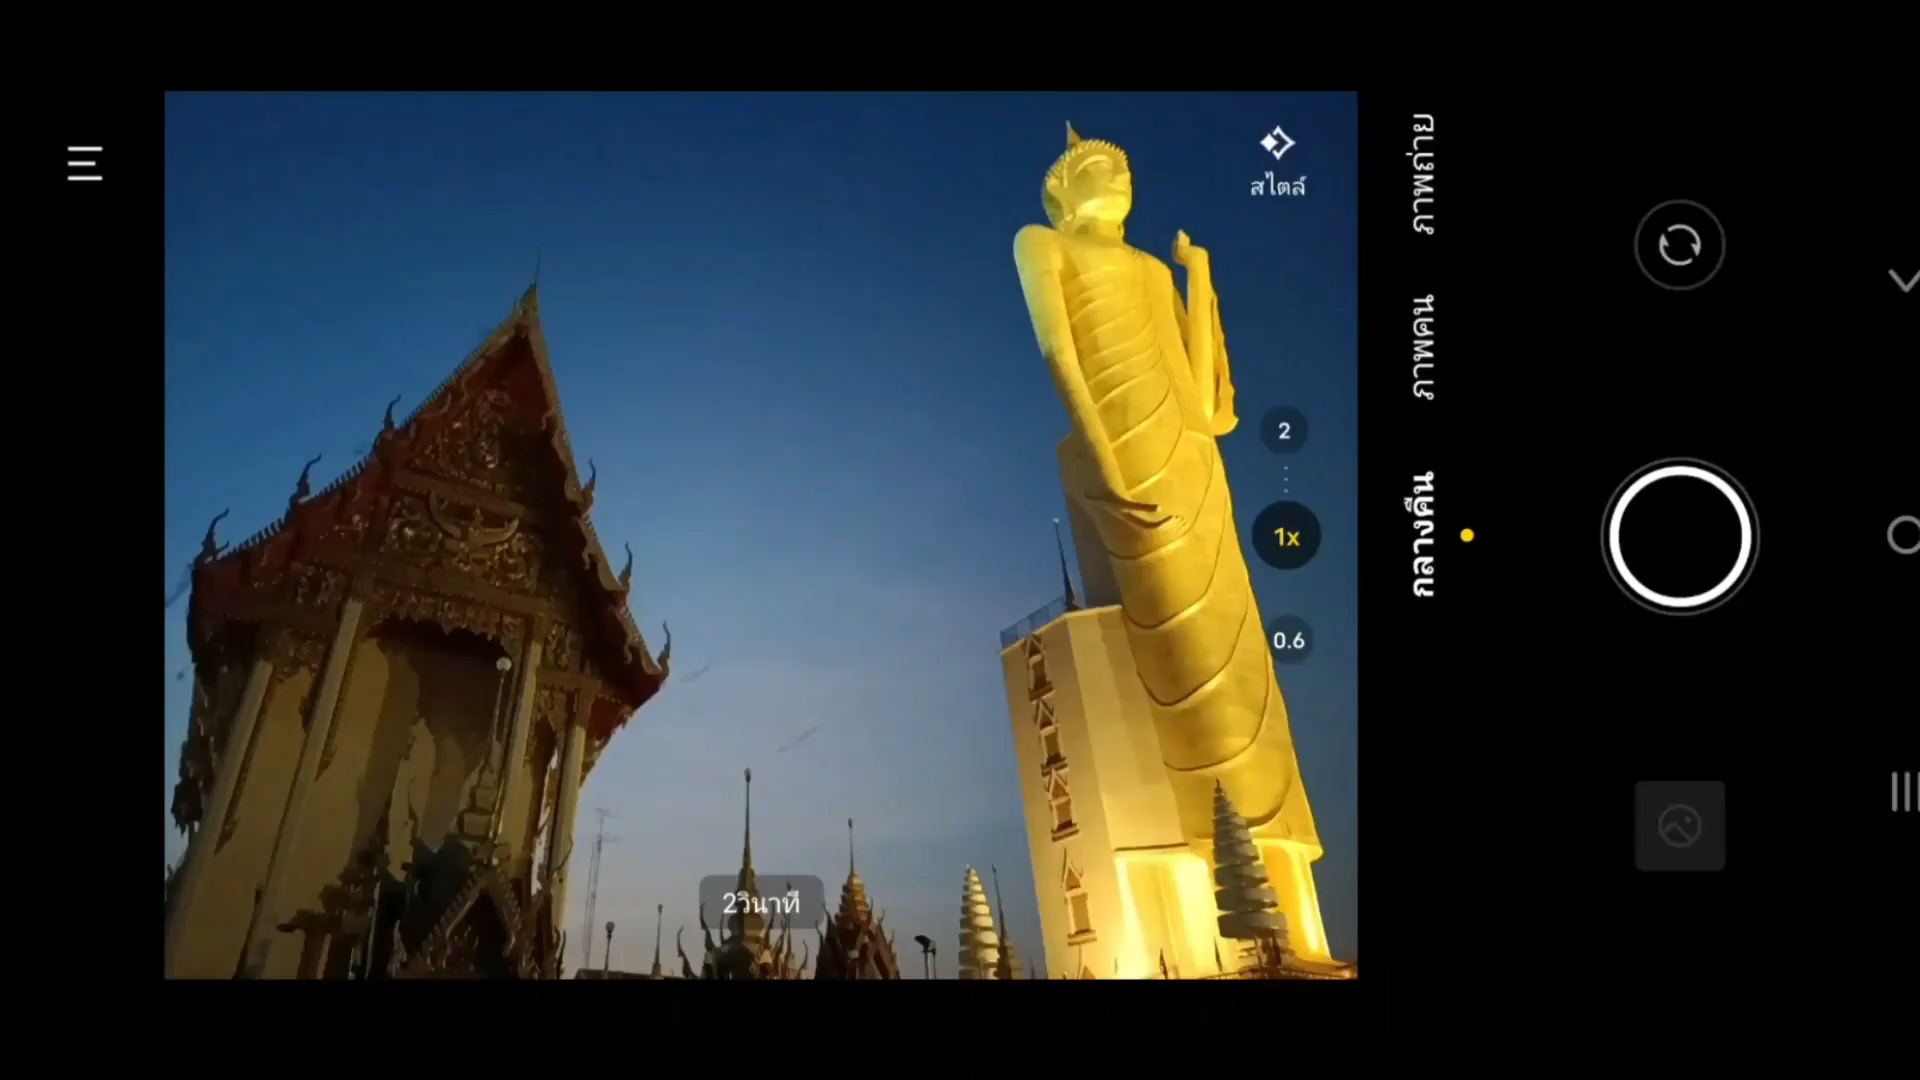 สไตล์
2
1x
0.6
2วินาที
ภาพถ่าย
ภาพคน
กลางคืน